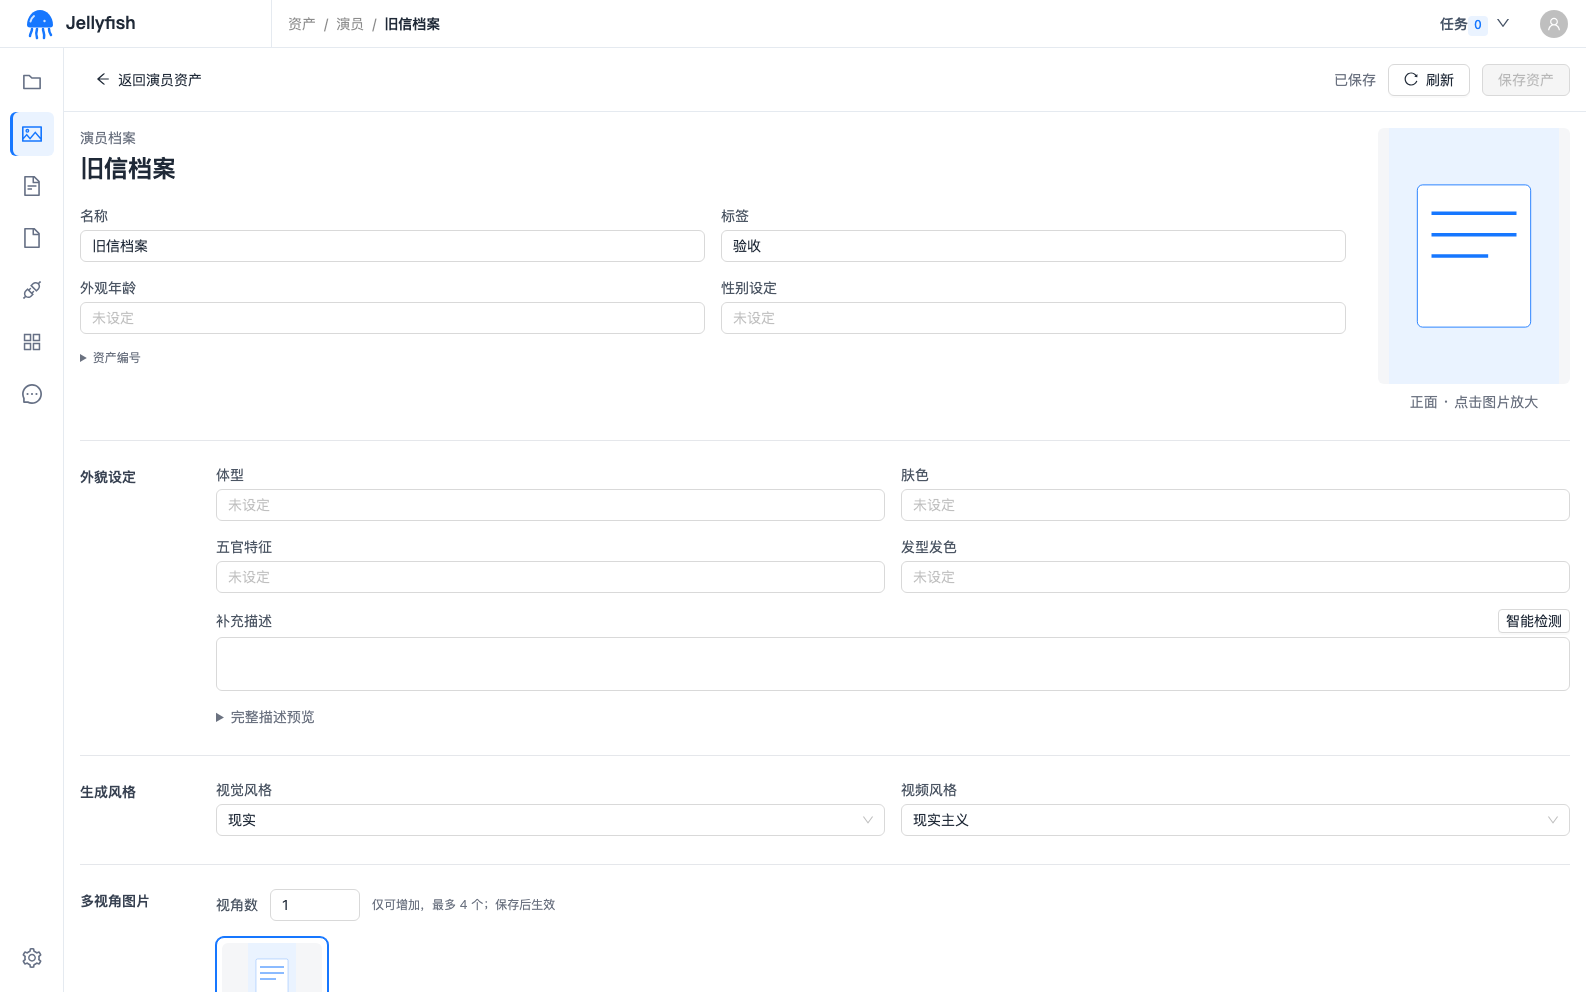 Jellyfish
资产 / 演员 / 旧信档案
任务 0
返回演员资产
已保存
刷新
保存资产
演员档案
旧信档案
名称
标签
旧信档案
验收
外观年龄
性别设定
未设定
未设定
资产编号
正面 · 点击图片放大
外貌设定
体型
肤色
未设定
未设定
五官特征
发型发色
未设定
未设定
补充描述
智能检测
完整描述预览
生成风格
视觉风格
视频风格
现实
现实主义
多视角图片
视角数
1
仅可增加，最多 4 个；保存后生效